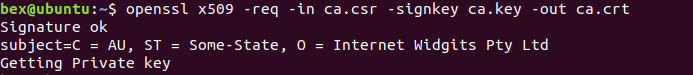 bex@ubuntu:~$ openssl x509 -req -in ca.csr -signkey ca.key -out ca.crt
Signature ok
subject=C = AU, ST = Some-State, O = Internet Widgits Pty Ltd
Getting Private key